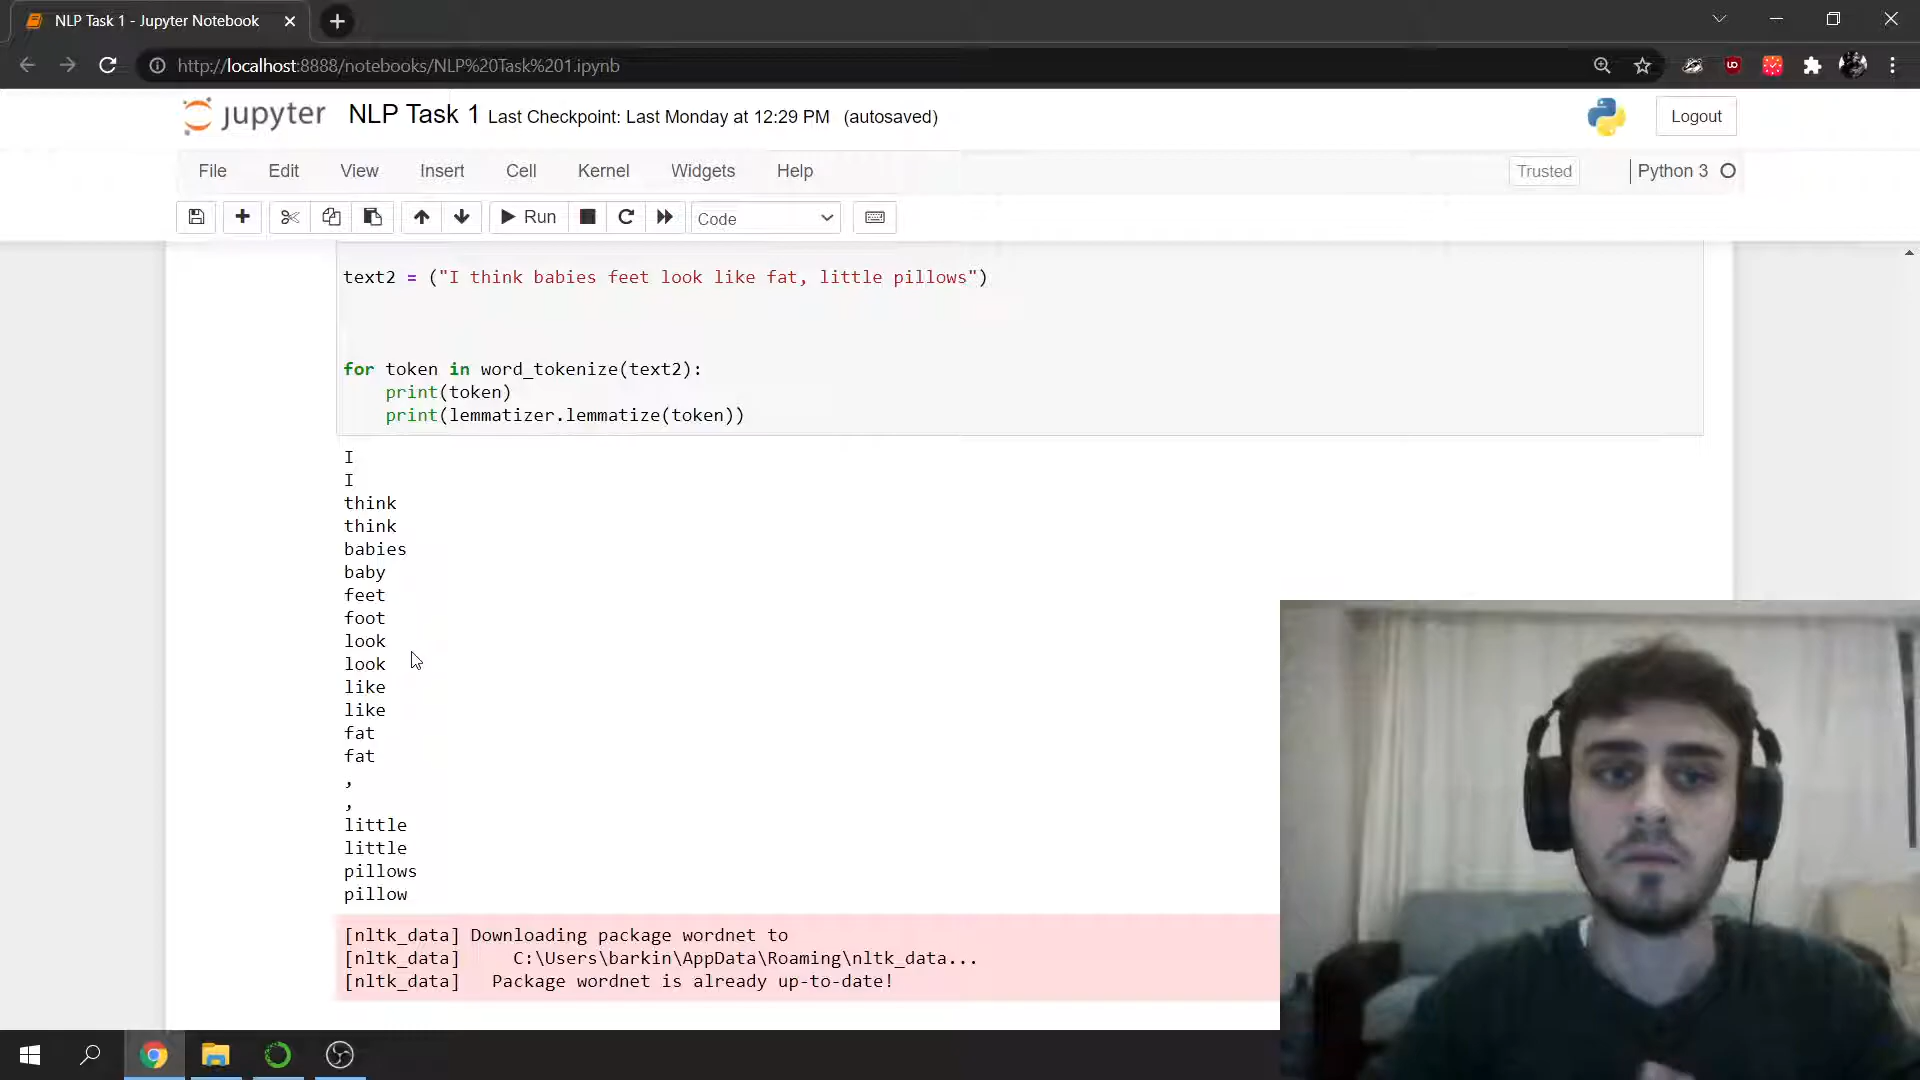 NLP Task 1 - Jupyter Notebook
http://localhost:8888/notebooks/NLP%20Task%201.ipynb
jupyter NLP Task 1 Last Checkpoint: Last Monday at 12:29 PM (autosaved)
Logout
File Edit View Insert Cell Kernel Widgets Help
Trusted
Python 3
Run
Code
text2 = ("I think babies feet look like fat, little pillows")
for token in word_tokenize(text2):
    print(token)
    print(lemmatizer.lemmatize(token))
I
I
think
think
babies
baby
feet
foot
look
look
like
like
fat
fat
,
,
little
little
pillows
pillow
[nltk_data] Downloading package wordnet to
[nltk_data]     C:\Users\barkin\AppData\Roaming\nltk_data...
[nltk_data]   Package wordnet is already up-to-date!